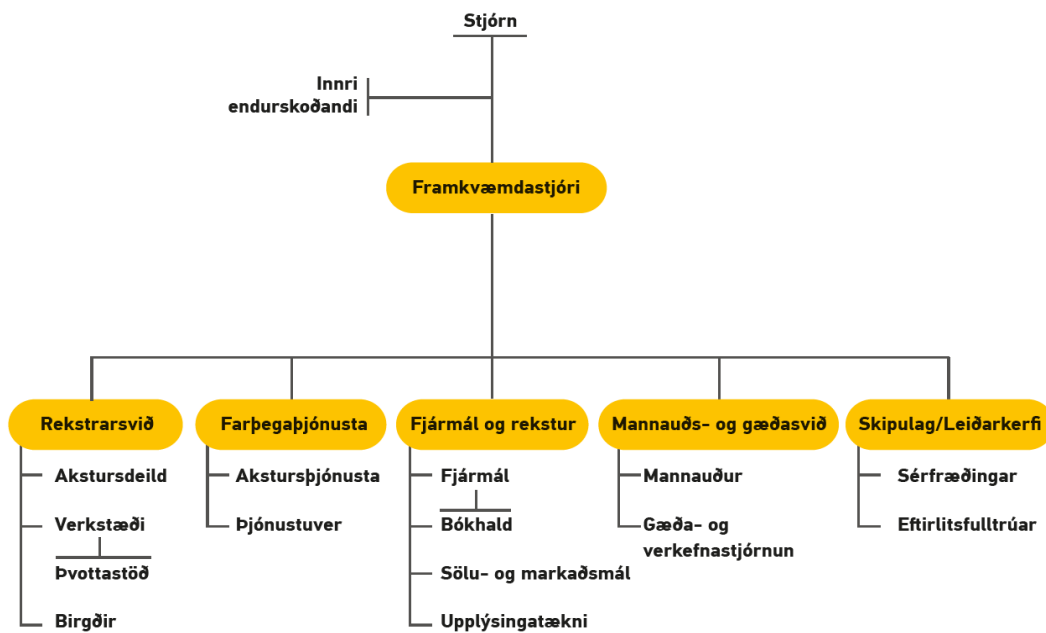 Stjórn
Innri
endurskoðandi
Framkvæmdastjóri
Rekstrarsvið
Akstursdeild
Verkstæði
Þvottastöð
Birgðir
Farþegaþjónusta
Akstursþjónusta
Þjónustuver
Fjármál og rekstur
Fjármál
Bókhald
Sölu- og markaðsmál
Upplýsingatækni
Mannauðs- og gæðasvið
Mannauður
Gæða- og
verkefnastjórnun
Skipulag/Leiðarkerfi
Sérfræðingar
Eftirlitsfulltrúar